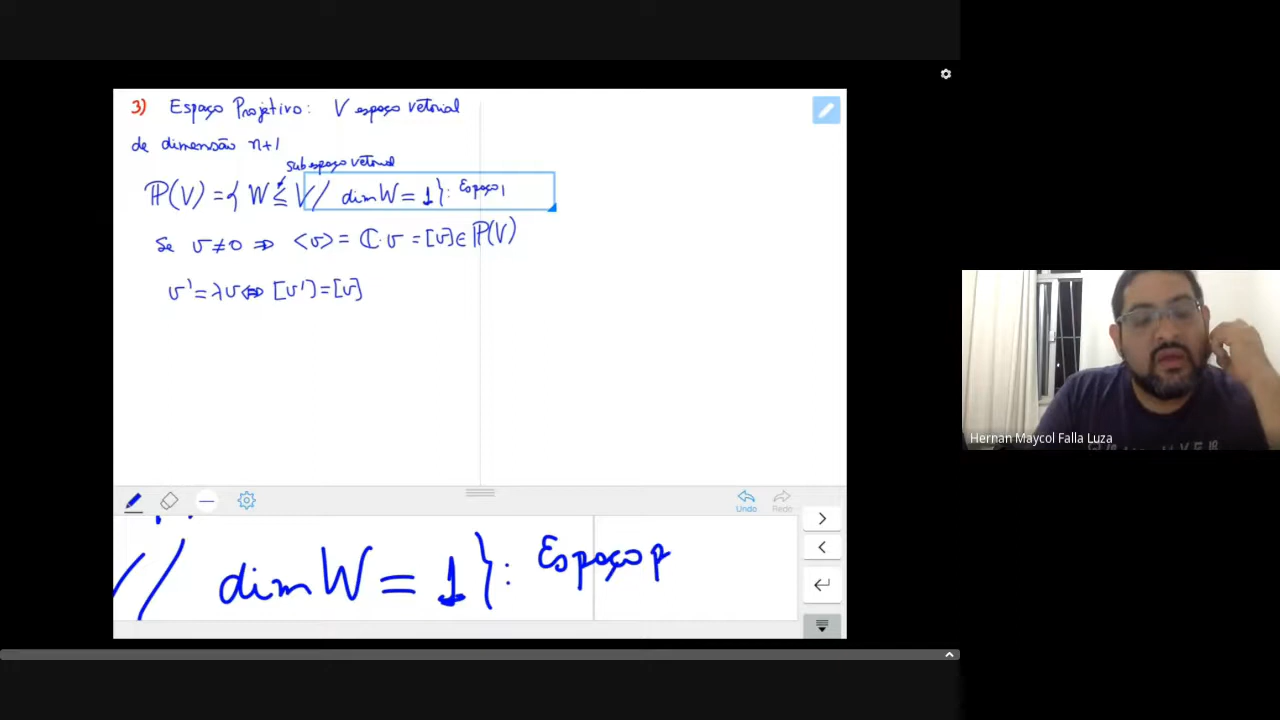 3) Espaço Projetivo: V espaço vetorial
de dimensão n+1
subespaço vetorial
ℙ(V) = { W ≤ V // dim W = 1 } : Espaço
Se v ≠ 0 ⇒ <v> = ℂ·v = [v] ∈ ℙ(V)
v' = λv ⇔ [v'] = [v]
Undo
Redo
// dim W = 1 } : Espaço p
Hernan Maycol Falla Luza